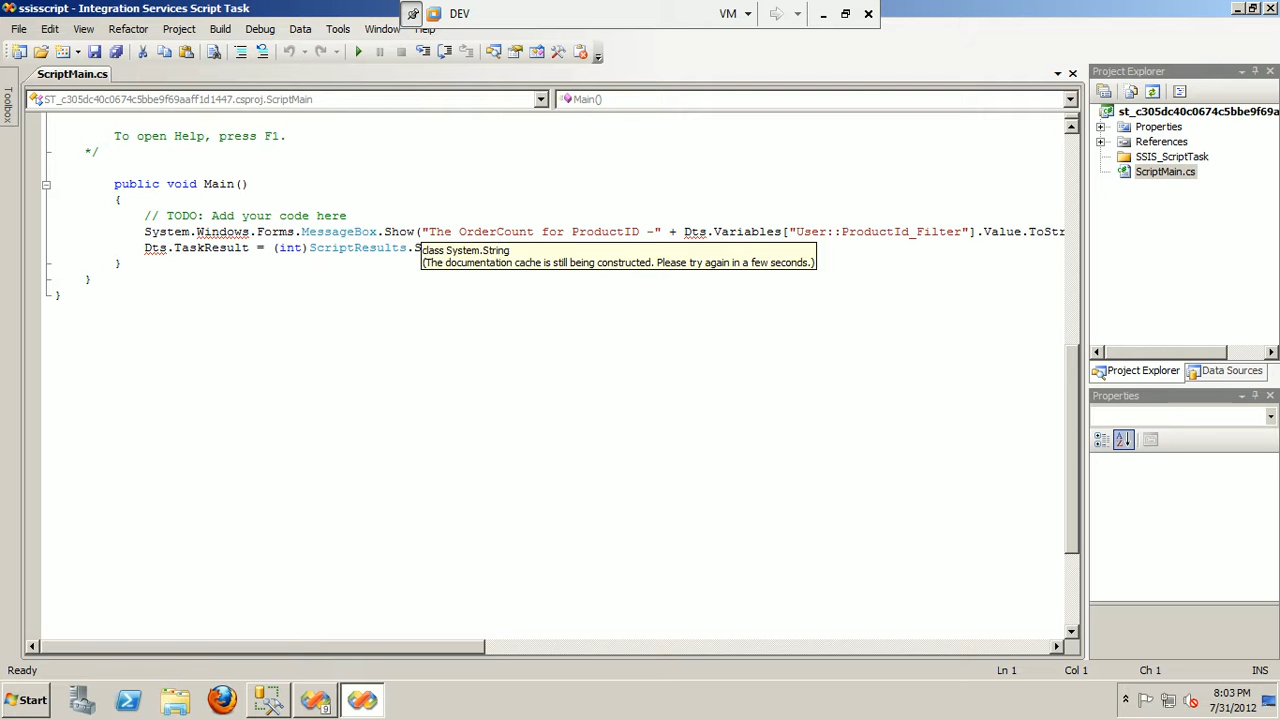 ssisscript - Integration Services Script Task
DEV
VM
File Edit View Refactor Project Build Debug Data Tools Window Help
ScriptMain.cs
Project Explorer
ST_c305dc40c0674c5bbe9f69aaff1d1447.csproj.ScriptMain
Main()
Toolbox
st_c305dc40c0674c5bbe9f69a
Properties
References
SSIS_ScriptTask
ScriptMain.cs
To open Help, press F1.
*/
public void Main()
{
// TODO: Add your code here
System.Windows.Forms.MessageBox.Show("The OrderCount for ProductID -" + Dts.Variables["User::ProductId_Filter"].Value.ToStr
Dts.TaskResult = (int)ScriptResults.S
class System.String
(The documentation cache is still being constructed. Please try again in a few seconds.)
}
}
}
Project Explorer Data Sources
Properties
Ready
Ln 1 Col 1 Ch 1 INS
Start
9
8:03 PM
7/31/2012